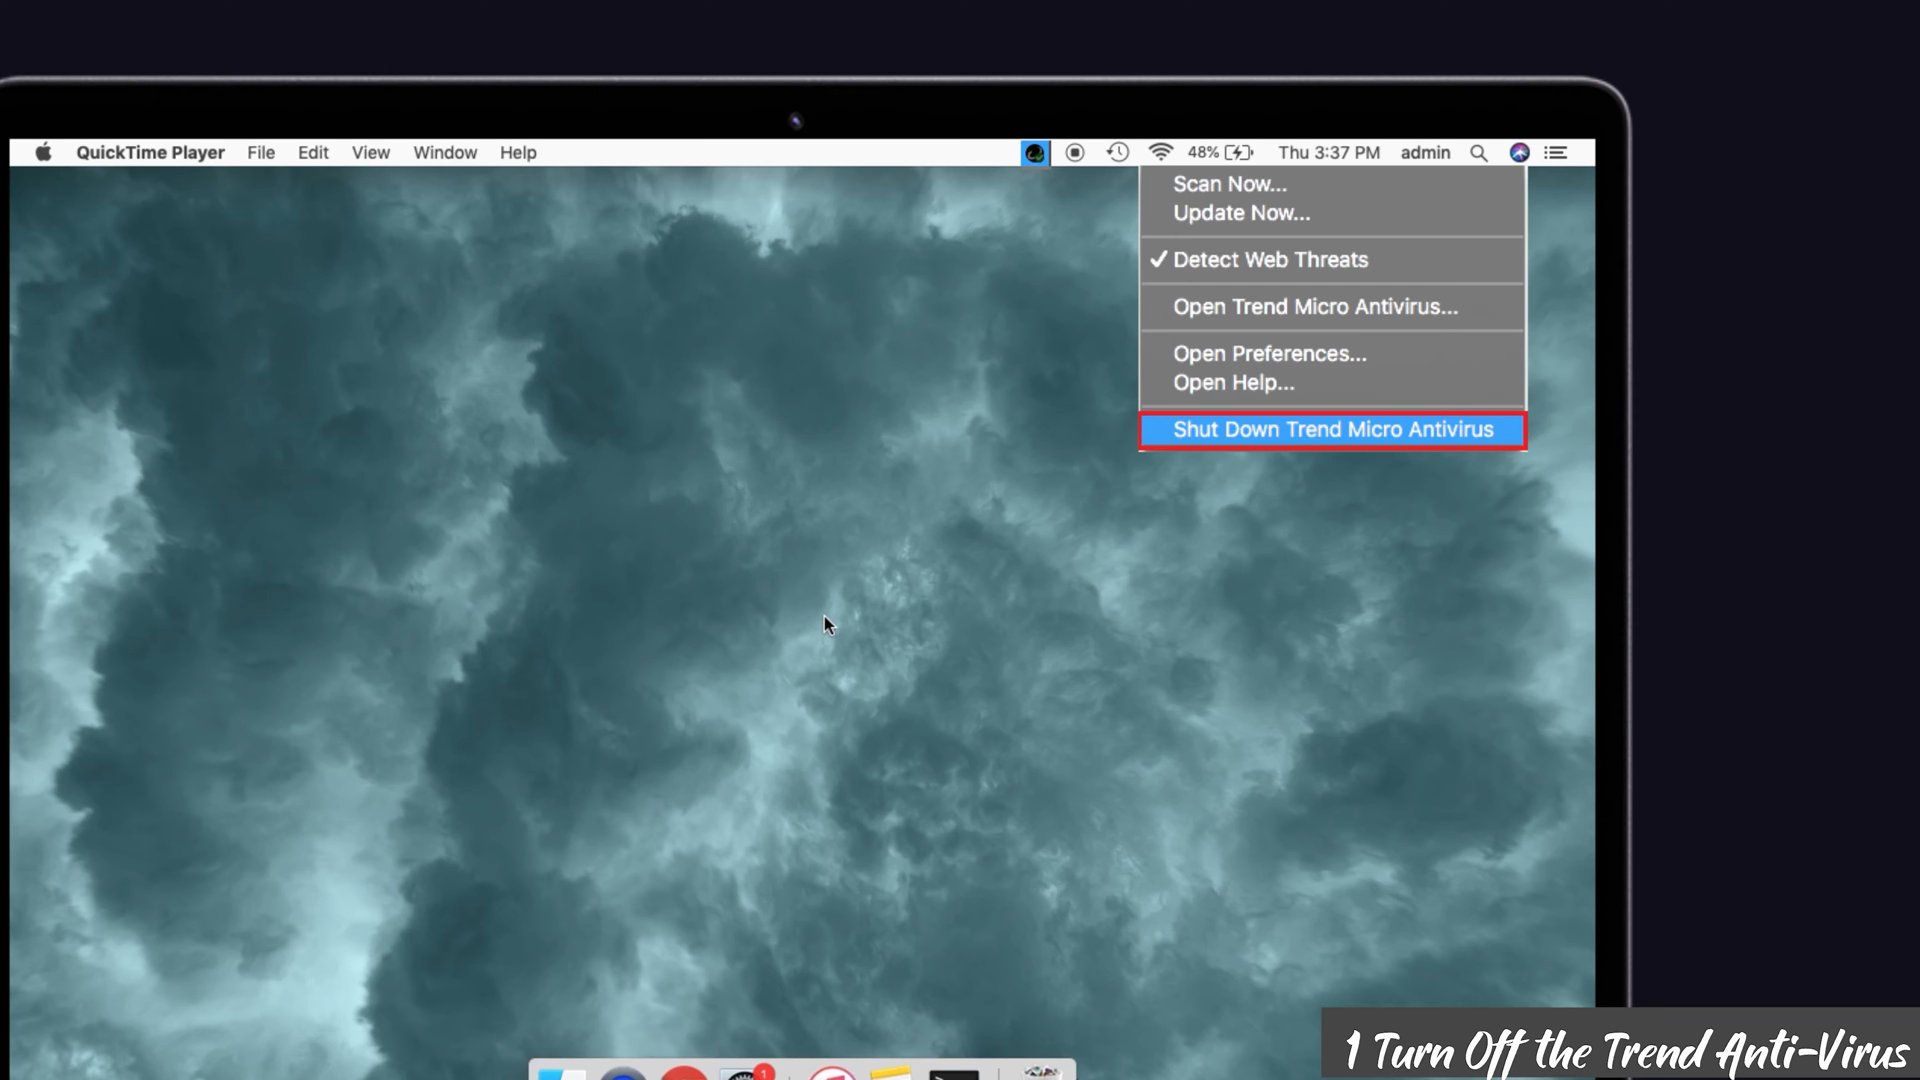 QuickTime Player File Edit View Window Help 48% Thu 3:37 PM admin
Scan Now...
Update Now...
✓ Detect Web Threats
Open Trend Micro Antivirus...
Open Preferences...
Open Help...
Shut Down Trend Micro Antivirus
1
1 Turn Off the Trend Anti-Virus